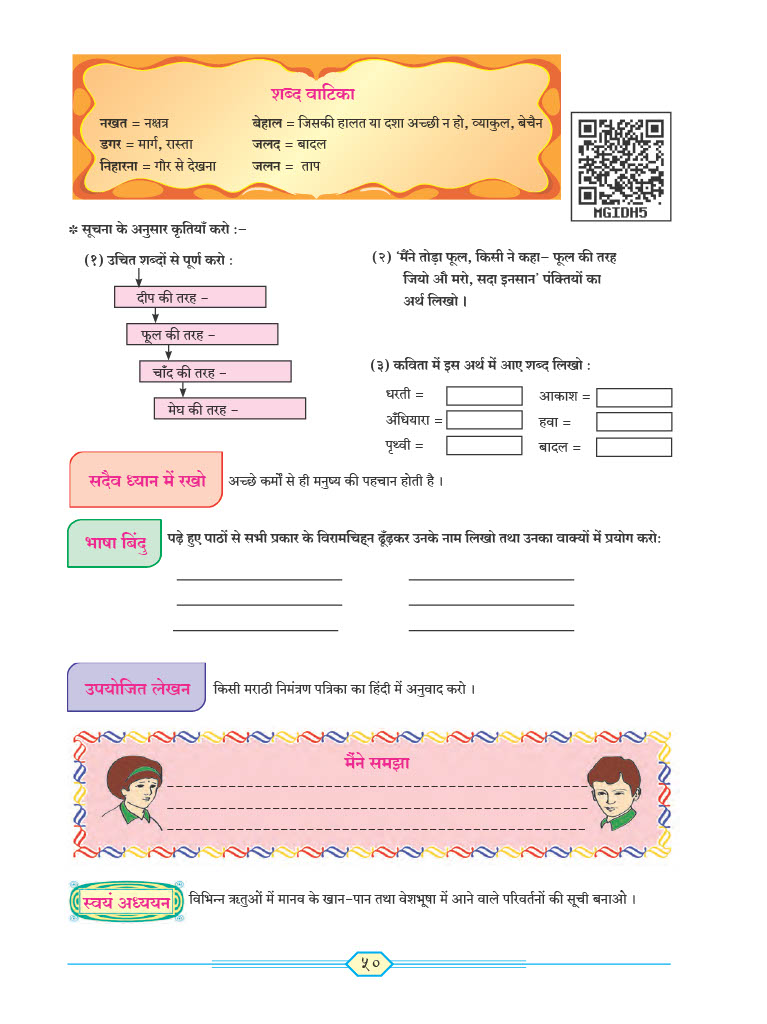 शब्द वाटिका
नखत = नक्षत्र
बेहाल = जिसकी हालत या दशा अच्छी न हो, व्याकुल, बेचैन
डगर = मार्ग, रास्ता
जलद = बादल
निहारना = गौर से देखना
जलन = ताप
MGIDH5
* सूचना के अनुसार कृतियाँ करो :–
(१) उचित शब्दों से पूर्ण करो :
दीप की तरह –
फूल की तरह –
चाँद की तरह –
मेघ की तरह –
(२) ‘मैंने तोड़ा फूल, किसी ने कहा– फूल की तरह
जियो औ मरो, सदा इनसान’ पंक्तियों का
अर्थ लिखो ।
(३) कविता में इस अर्थ में आए शब्द लिखो :
धरती =
आकाश =
अँधियारा =
हवा =
पृथ्वी =
बादल =
सदैव ध्यान में रखो
अच्छे कर्मों से ही मनुष्य की पहचान होती है ।
भाषा बिंदु
पढ़े हुए पाठों से सभी प्रकार के विरामचिह्न ढूँढ़कर उनके नाम लिखो तथा उनका वाक्यों में प्रयोग करो:
उपयोजित लेखन
किसी मराठी निमंत्रण पत्रिका का हिंदी में अनुवाद करो ।
मैंने समझा
स्वयं अध्ययन
विभिन्न ऋतुओं में मानव के खान-पान तथा वेशभूषा में आने वाले परिवर्तनों की सूची बनाओ ।
५०